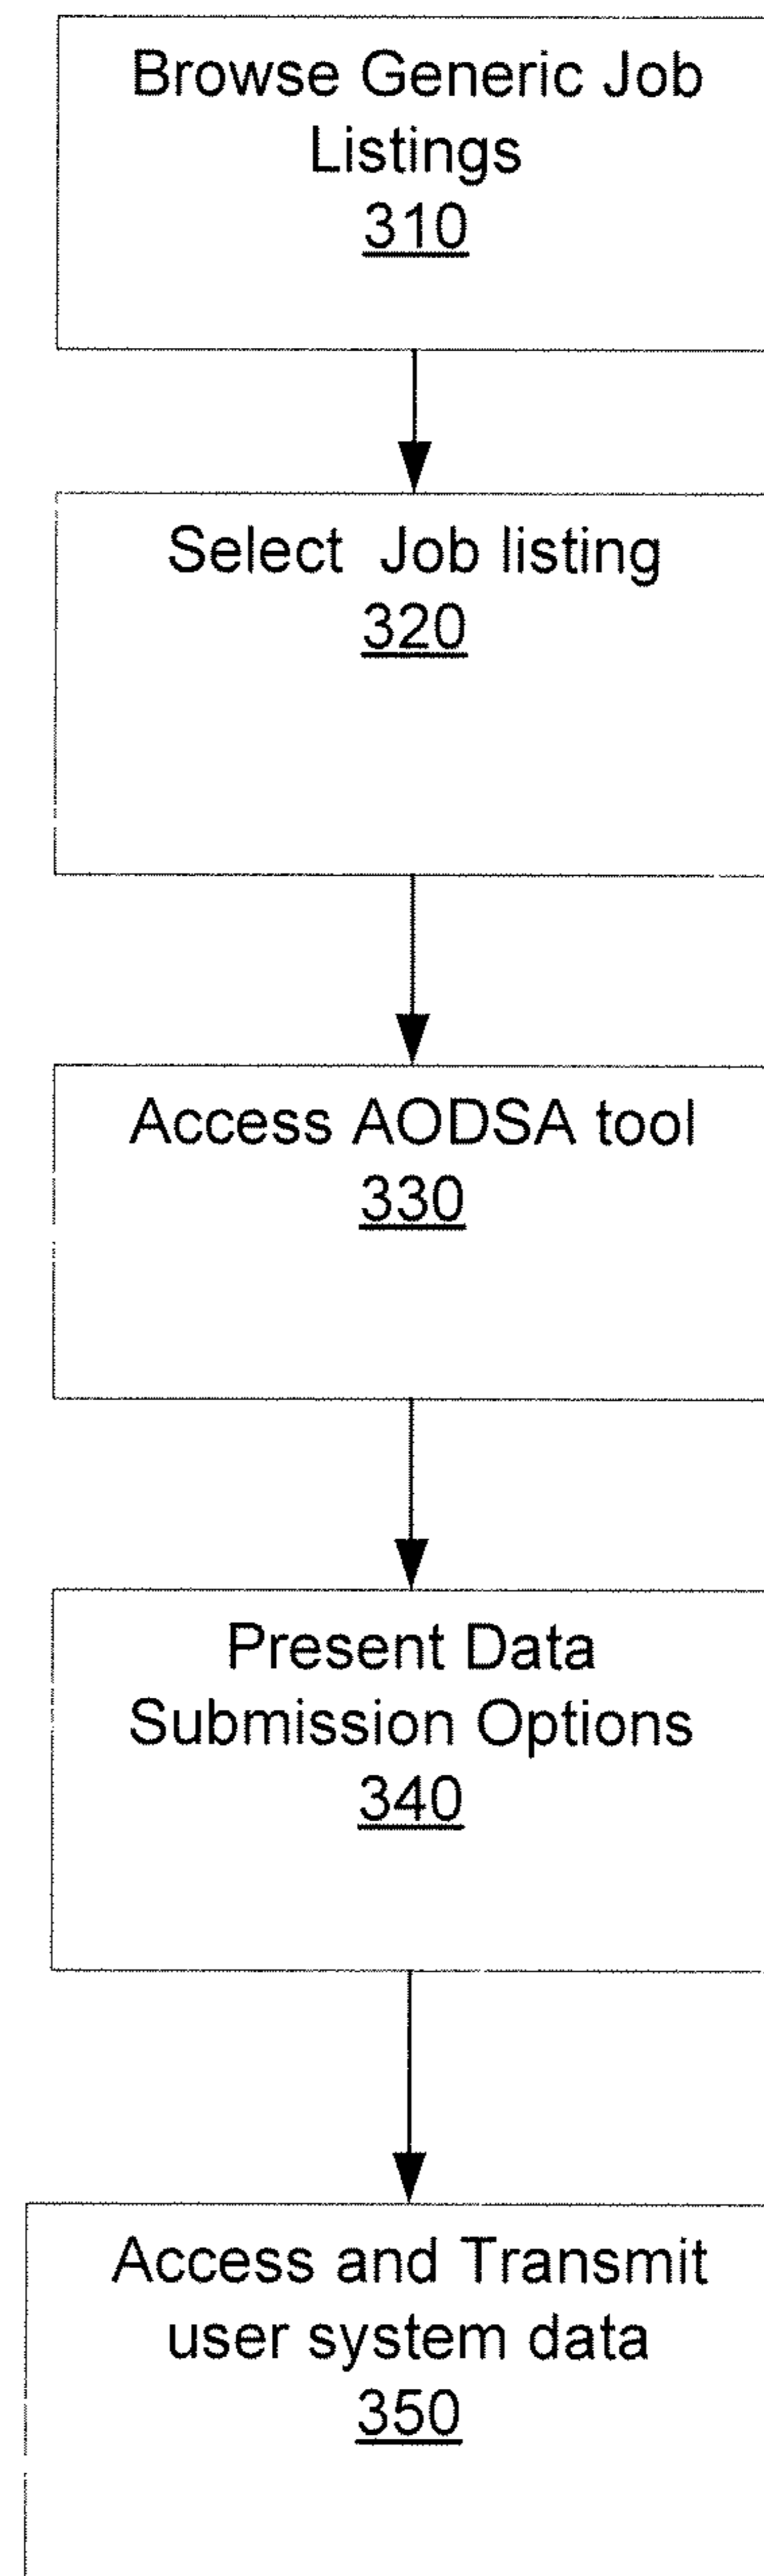 Browse Generic Job
Listings
310
Select Job listing
320
Access AODSA tool
330
Present Data
Submission Options
340
Access and Transmit
user system data
350